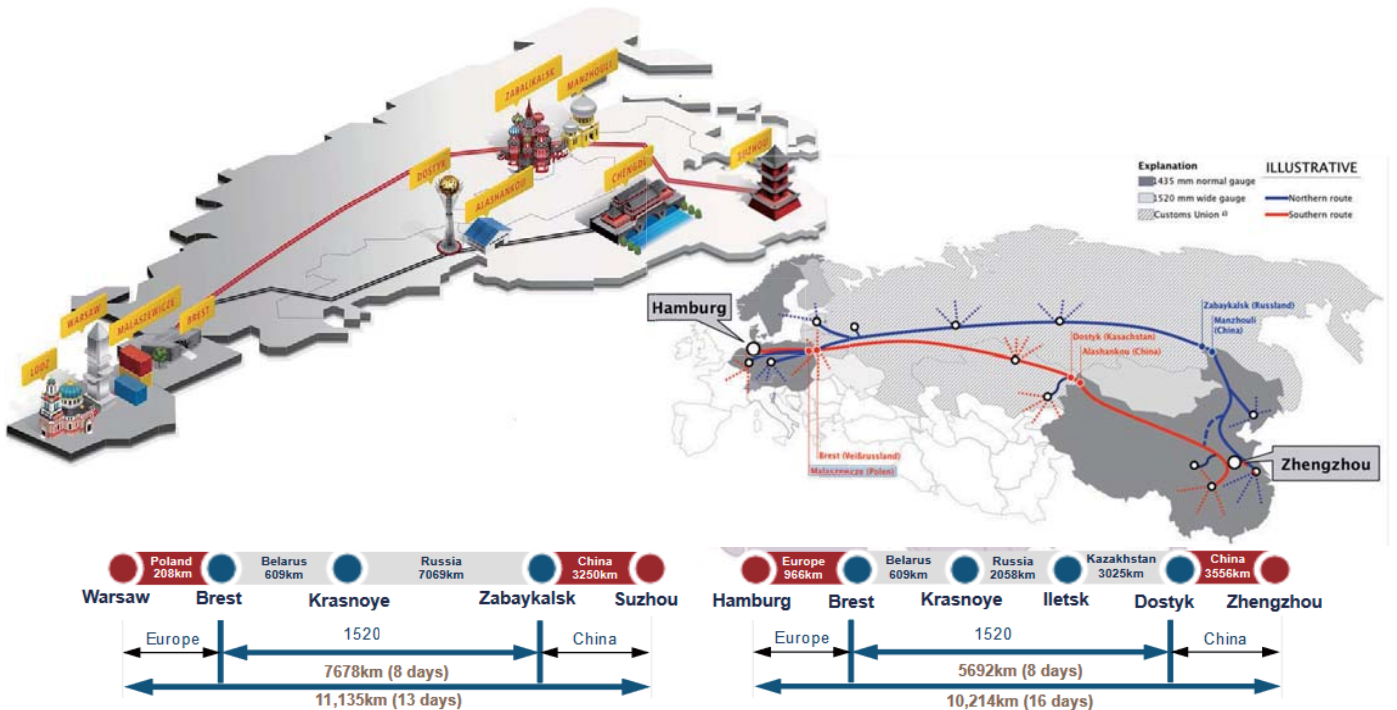 ZABALIKALSK
MANZHOULI
DOSTYK
ALASHANKOU
CHENGDU
SUZHOU
WARSAW
MALASZEWICZE
BREST
LODZ
Explanation
ILLUSTRATIVE
1435 mm normal gauge
1520 mm wide gauge
Customs Union
Northern route
Southern route
Hamburg
Zabaykalsk (Russland)
Manzhouli
(China)
Dostyk (Kasachstan)
Alashankou (China)
Brest (Weißrussland)
Malaszewcze (Polen)
Zhengzhou
Poland
208km
Belarus
609km
Russia
7069km
China
3250km
Warsaw
Brest
Krasnoye
Zabaykalsk
Suzhou
Europe
1520
China
7678km (8 days)
11,135km (13 days)
Europe
966km
Belarus
609km
Russia
2058km
Kazakhstan
3025km
China
3556km
Hamburg
Brest
Krasnoye
Iletsk
Dostyk
Zhengzhou
Europe
1520
China
5692km (8 days)
10,214km (16 days)